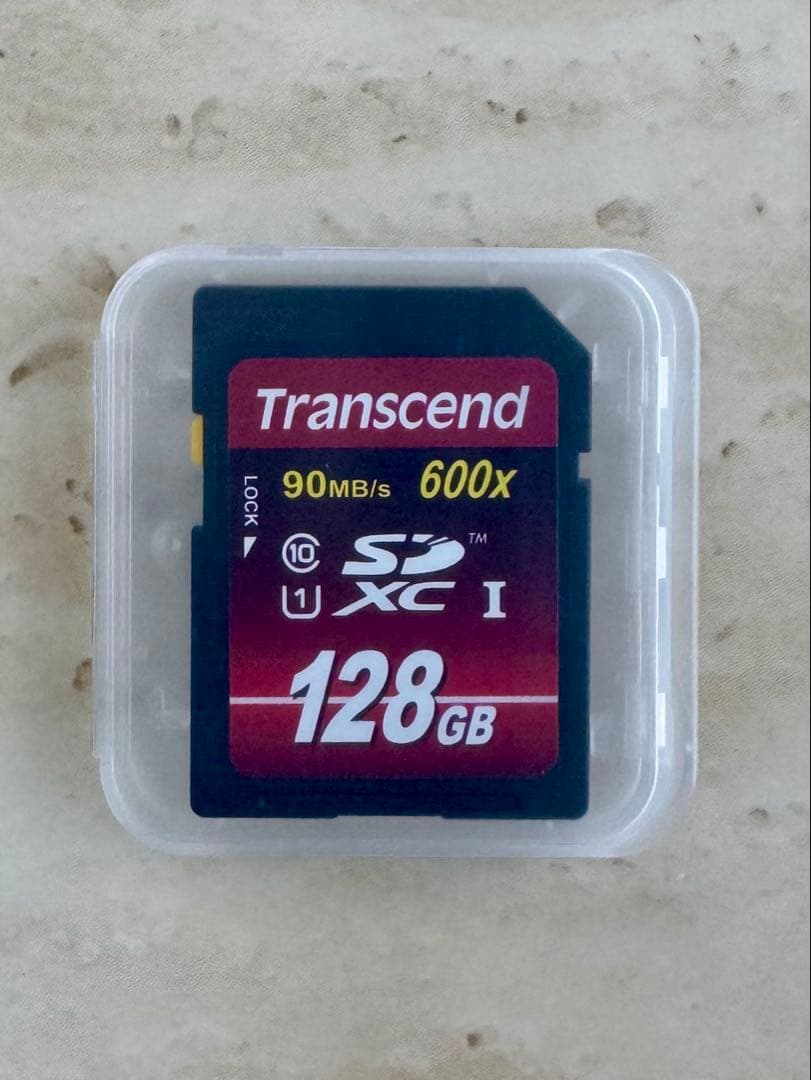 Transcend
90MB/s 600x
LOCK
10 SD™
1 XC I
128GB